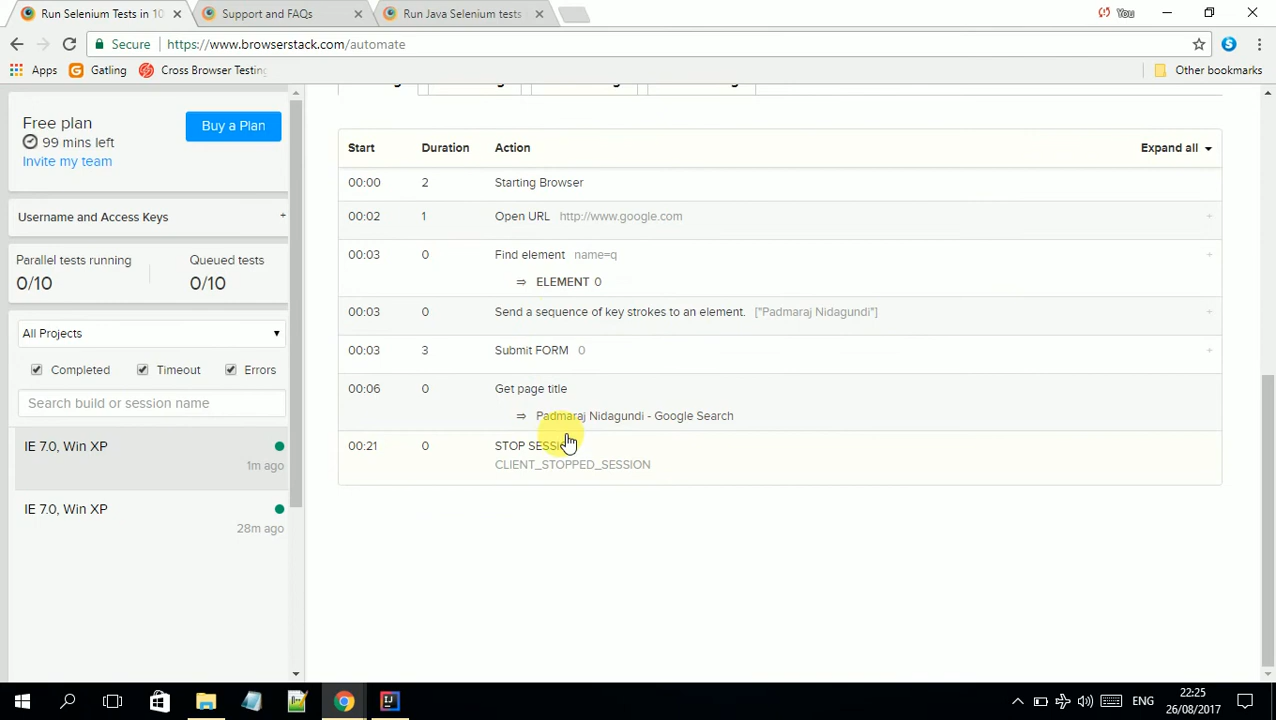 Run Selenium Tests in 10
Support and FAQs
Run Java Selenium tests
You
Secure
https://www.browserstack.com/automate
Apps
Gatling
Cross Browser Testing
Other bookmarks
Free plan
99 mins left
Invite my team
Buy a Plan
Username and Access Keys +
Parallel tests running
0/10
Queued tests
0/10
All Projects
Completed
Timeout
Errors
Search build or session name
IE 7.0, Win XP
1m ago
IE 7.0, Win XP
28m ago
Start Duration Action Expand all
00:00 2 Starting Browser
00:02 1 Open URL http://www.google.com +
00:03 0 Find element name=q +
⇒ ELEMENT 0
00:03 0 Send a sequence of key strokes to an element. ["Padmaraj Nidagundi"] +
00:03 3 Submit FORM 0 +
00:06 0 Get page title
⇒ Padmaraj Nidagundi - Google Search
00:21 0 STOP SESSION
CLIENT_STOPPED_SESSION
ENG
22:25
26/08/2017